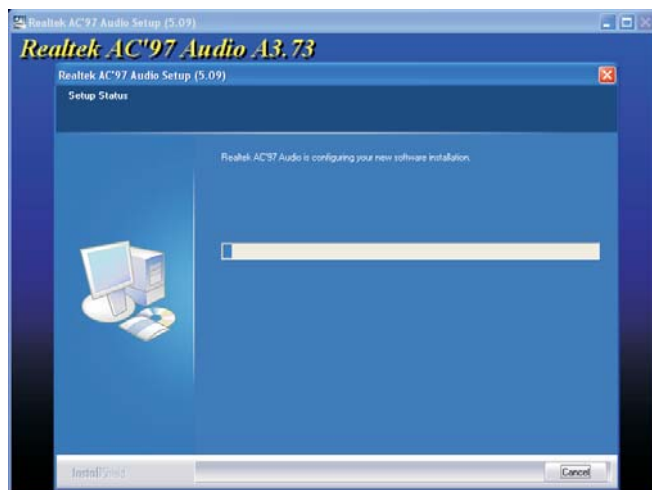 Realtek AC'97 Audio Setup (5.09)
Realtek AC'97 Audio A3.73
Realtek AC'97 Audio Setup (5.09)
Setup Status
Realtek AC'97 Audio is configuring your new software installation.
InstallShield
Cancel